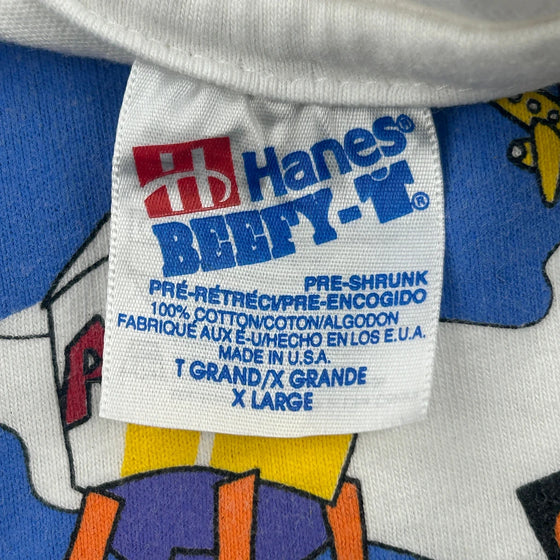 Hanes®
BEEFY-T®
PRE-SHRUNK
PRÉ-RÉTRÉCI/PRE-ENCOGIDO
100% COTTON/COTON/ALGODON
FABRIQUÉ AUX É-U/HECHO EN LOS E.U.A.
MADE IN U.S.A.
T GRAND/X GRANDE
X LARGE
P